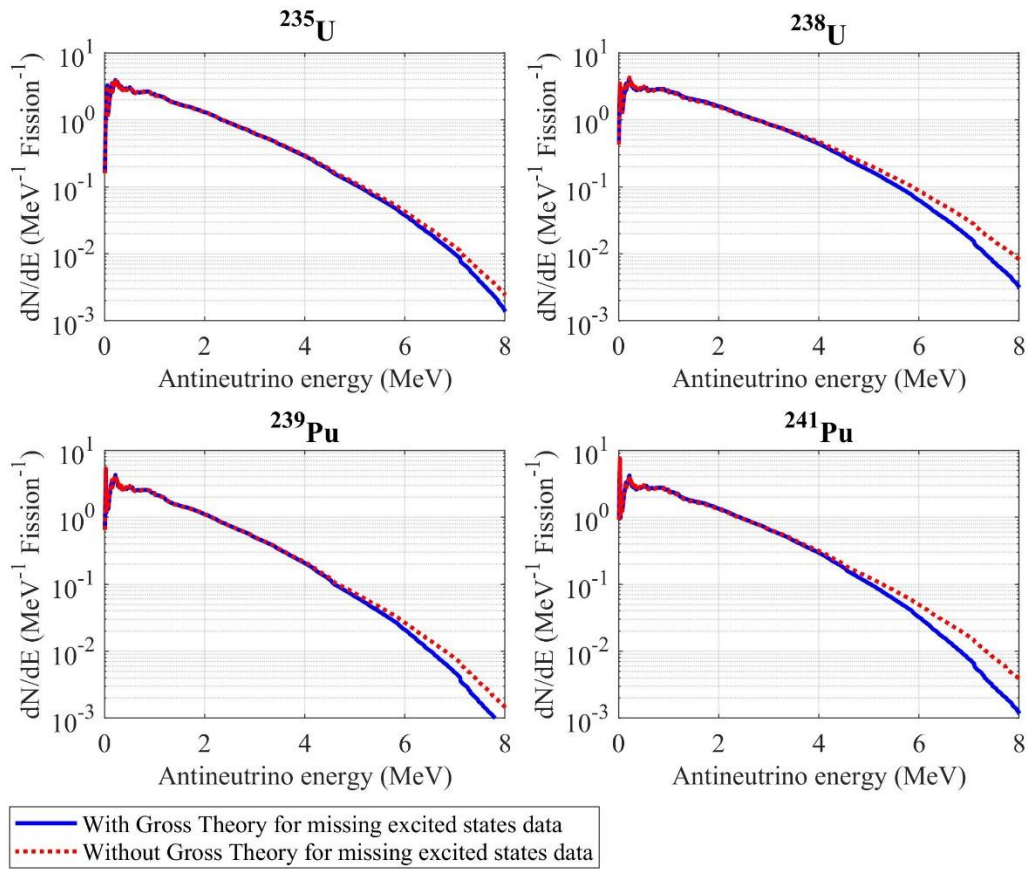 ²³⁵U
dN/dE (MeV⁻¹ Fission⁻¹)
10¹
10⁰
10⁻¹
10⁻²
10⁻³
0 2 4 6 8
Antineutrino energy (MeV)
²³⁸U
dN/dE (MeV⁻¹ Fission⁻¹)
10¹
10⁰
10⁻¹
10⁻²
10⁻³
0 2 4 6 8
Antineutrino energy (MeV)
²³⁹Pu
dN/dE (MeV⁻¹ Fission⁻¹)
10¹
10⁰
10⁻¹
10⁻²
10⁻³
0 2 4 6 8
Antineutrino energy (MeV)
²⁴¹Pu
dN/dE (MeV⁻¹ Fission⁻¹)
10¹
10⁰
10⁻¹
10⁻²
10⁻³
0 2 4 6 8
Antineutrino energy (MeV)
With Gross Theory for missing excited states data
Without Gross Theory for missing excited states data